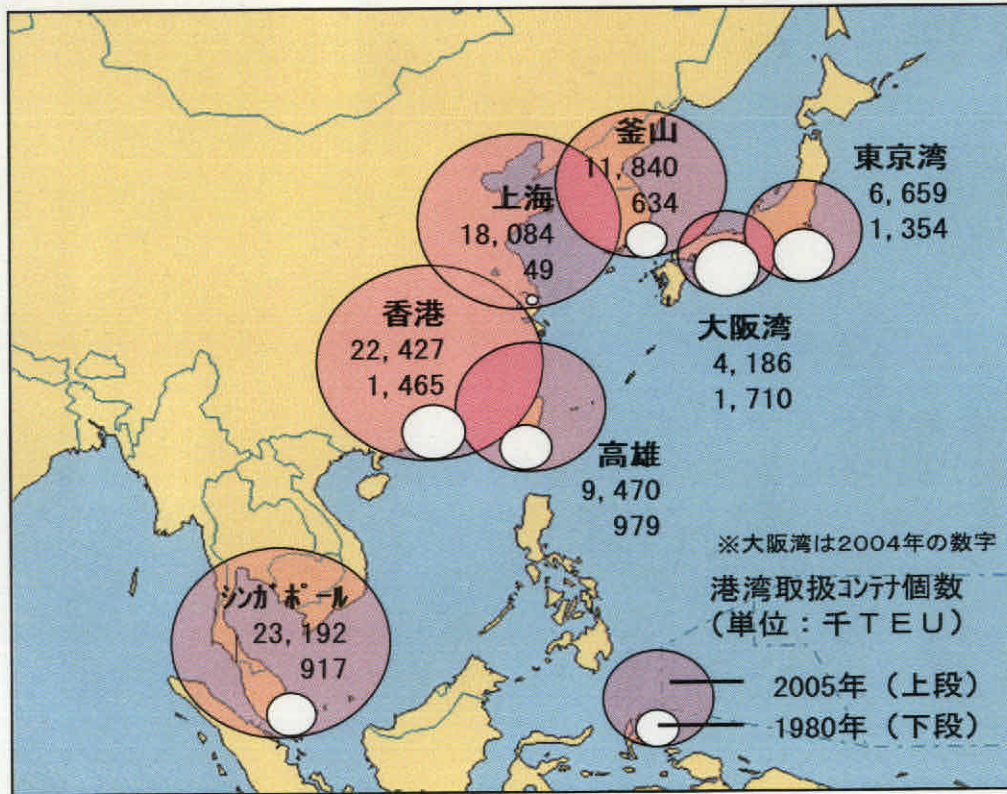 釜山
11,840
634
東京湾
6,659
1,354
上海
18,084
49
香港
22,427
1,465
大阪湾
4,186
1,710
高雄
9,470
979
シンガポール
23,192
917
※大阪湾は2004年の数字
港湾取扱コンテナ個数
(単位:千TEU)
2005年(上段)
1980年(下段)